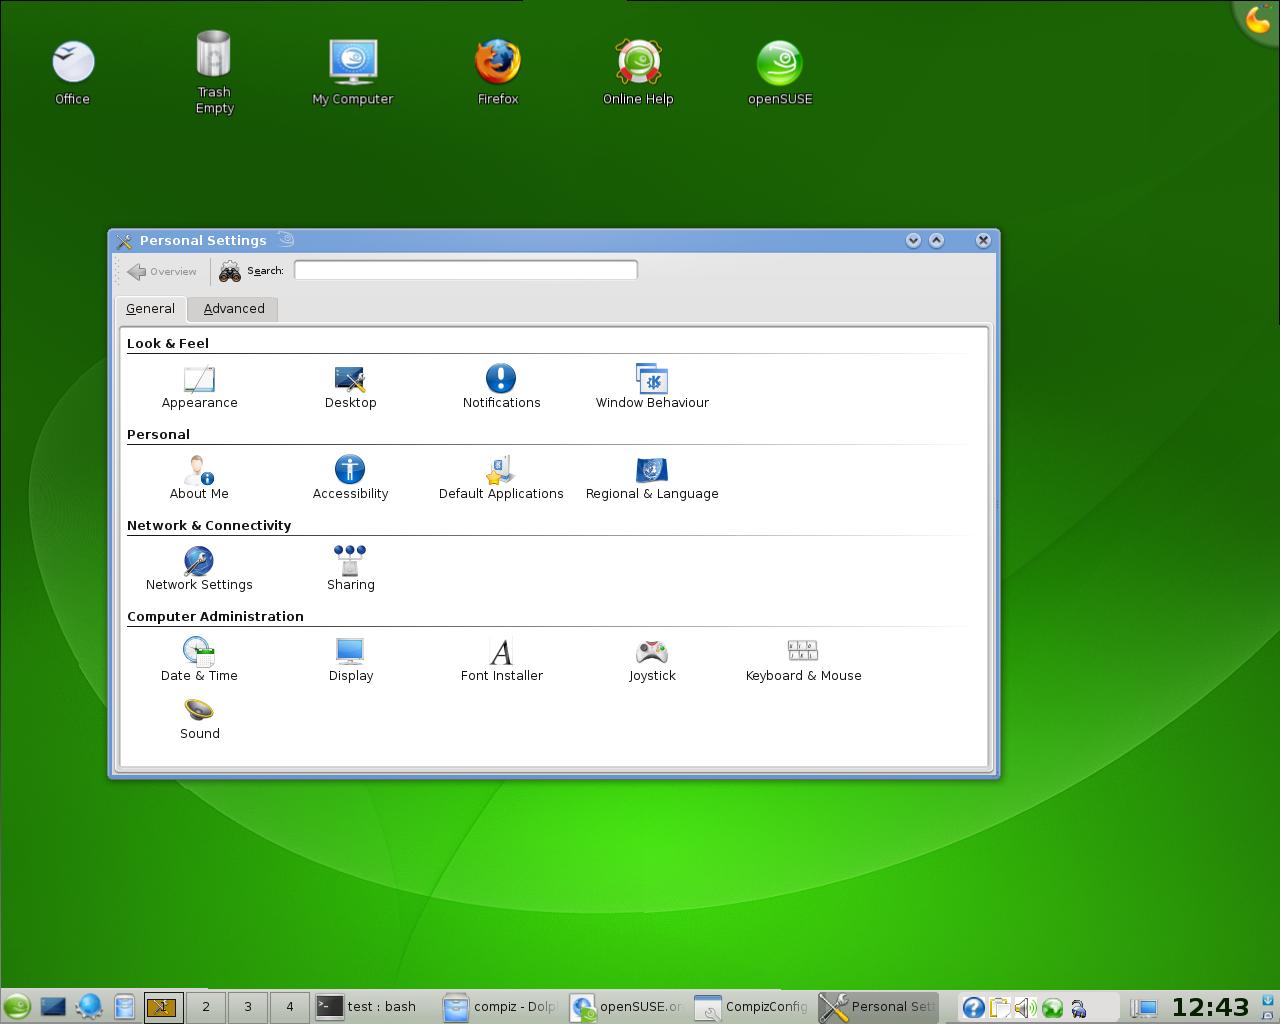 Office
Trash
Empty
My Computer
Firefox
Online Help
openSUSE
Personal Settings
Overview
Search:
General
Advanced
Look & Feel
Appearance
Desktop
Notifications
Window Behaviour
Personal
About Me
Accessibility
Default Applications
Regional & Language
Network & Connectivity
Network Settings
Sharing
Computer Administration
Date & Time
Display
Font Installer
Joystick
Keyboard & Mouse
Sound
2
3
4
test : bash
compiz - Dolp
openSUSE.or
CompizConfig
Personal Sett
12:43